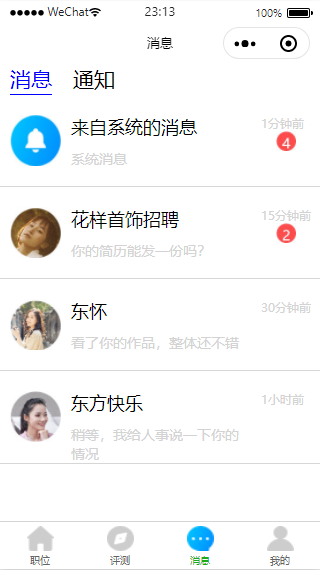 WeChat 23:13 100%
消息
消息 通知
来自系统的消息 1分钟前
系统消息 4
花样首饰招聘 15分钟前
你的简历能发一份吗? 2
东怀 30分钟前
看了你的作品，整体还不错
东方快乐 1小时前
稍等，我给人事说一下你的
情况
职位 评测 消息 我的